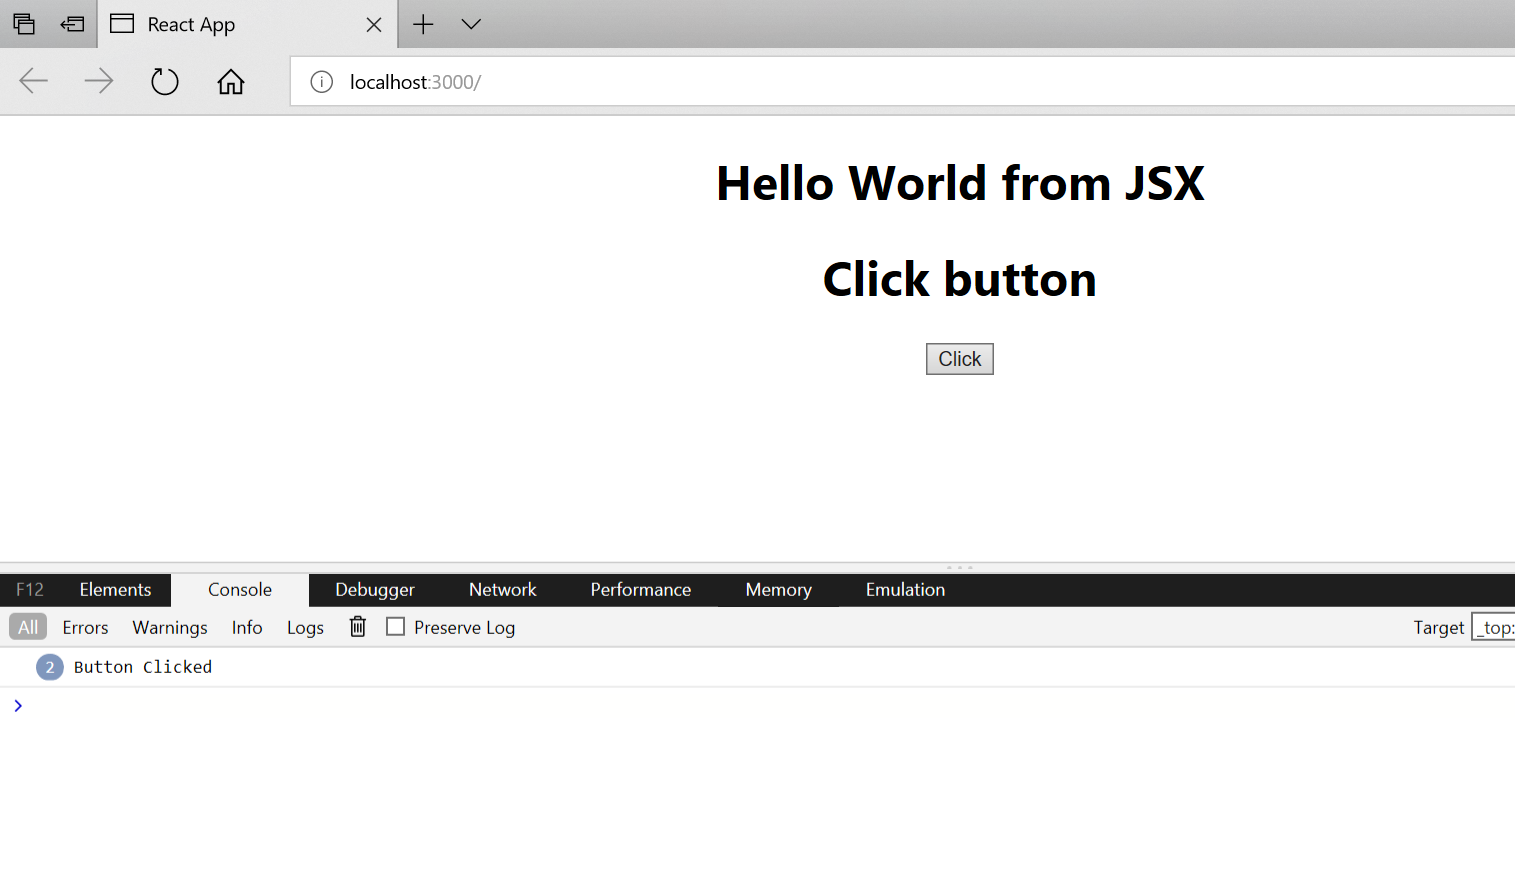 React App
localhost:3000/
Hello World from JSX
Click button
Click
F12 Elements Console Debugger Network Performance Memory Emulation
All Errors Warnings Info Logs Preserve Log Target _top:
2 Button Clicked